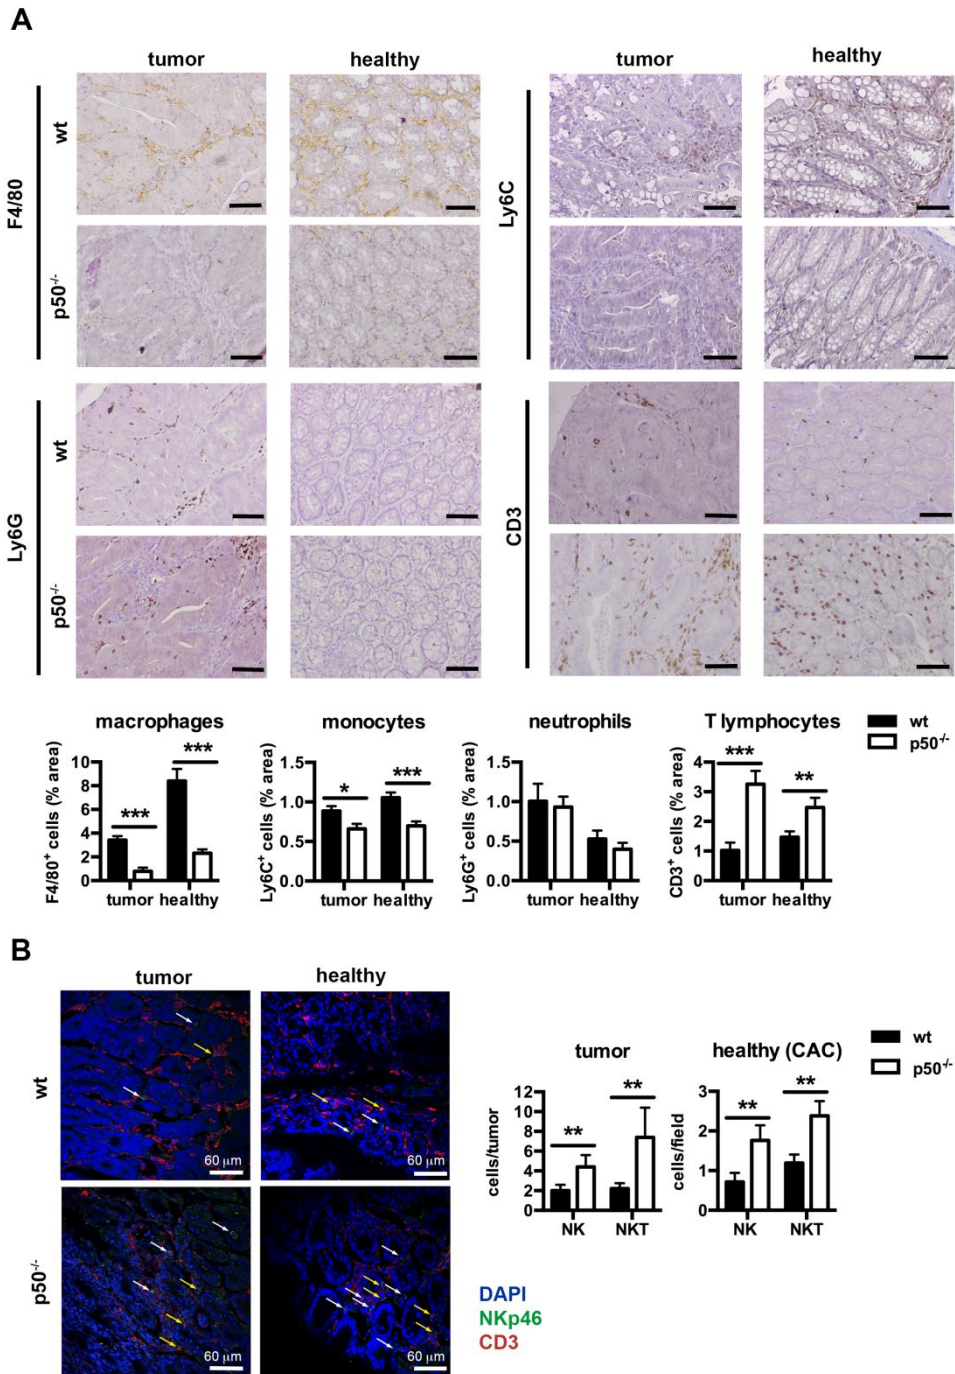 A
tumor
healthy
tumor
healthy
F4/80
wt
p50-/-
Ly6C
Ly6G
wt
p50-/-
CD3
macrophages
F4/80+ cells (% area)
10
8
6
4
2
0
***
***
tumor healthy
monocytes
Ly6C+ cells (% area)
1.5
1.0
0.5
0.0
*
***
tumor healthy
neutrophils
Ly6G+ cells (% area)
1.5
1.0
0.5
0.0
tumor healthy
T lymphocytes
CD3+ cells (% area)
4
3
2
1
0
***
**
tumor healthy
wt
p50-/-
B
tumor
healthy
wt
60 µm
60 µm
p50-/-
60 µm
60 µm
tumor
cells/tumor
12
10
8
6
4
2
0
**
**
NK
NKT
healthy (CAC)
cells/field
3
2
1
0
**
**
NK
NKT
wt
p50-/-
DAPI
NKp46
CD3